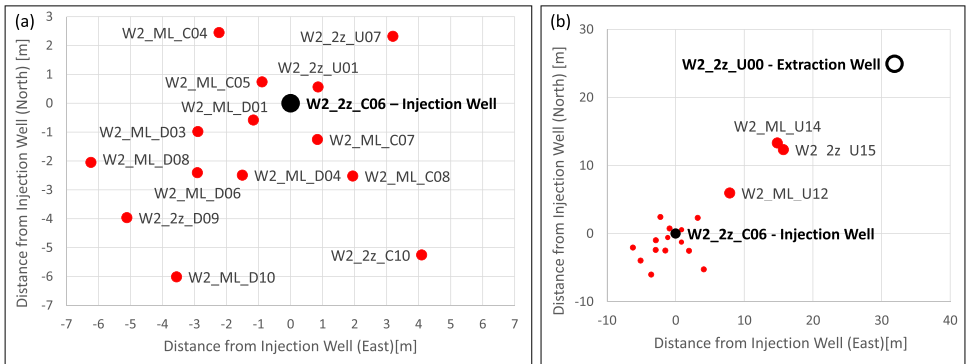 (a)
3
2
1
0
-1
-2
-3
-4
-5
-6
-7
Distance from Injection Well (North) [m]
W2_ML_C04
W2_2z_U07
W2_2z_U01
W2_ML_C05
W2_2z_C06 – Injection Well
W2_ML_D01
W2_ML_D03
W2_ML_C07
W2_ML_D08
W2_ML_D04
W2_ML_C08
W2_ML_D06
W2_2z_D09
W2_2z_C10
W2_ML_D10
-7 -6 -5 -4 -3 -2 -1 0 1 2 3 4 5 6 7
Distance from Injection Well (East)[m]
(b)
30
20
10
0
-10
Distance from Injection Well (North) [m]
W2_2z_U00 - Extraction Well
W2_ML_U14
W2_2z_U15
W2_ML_U12
W2_2z_C06 - Injection Well
-10 0 10 20 30 40
Distance from Injection Well (East)[m]